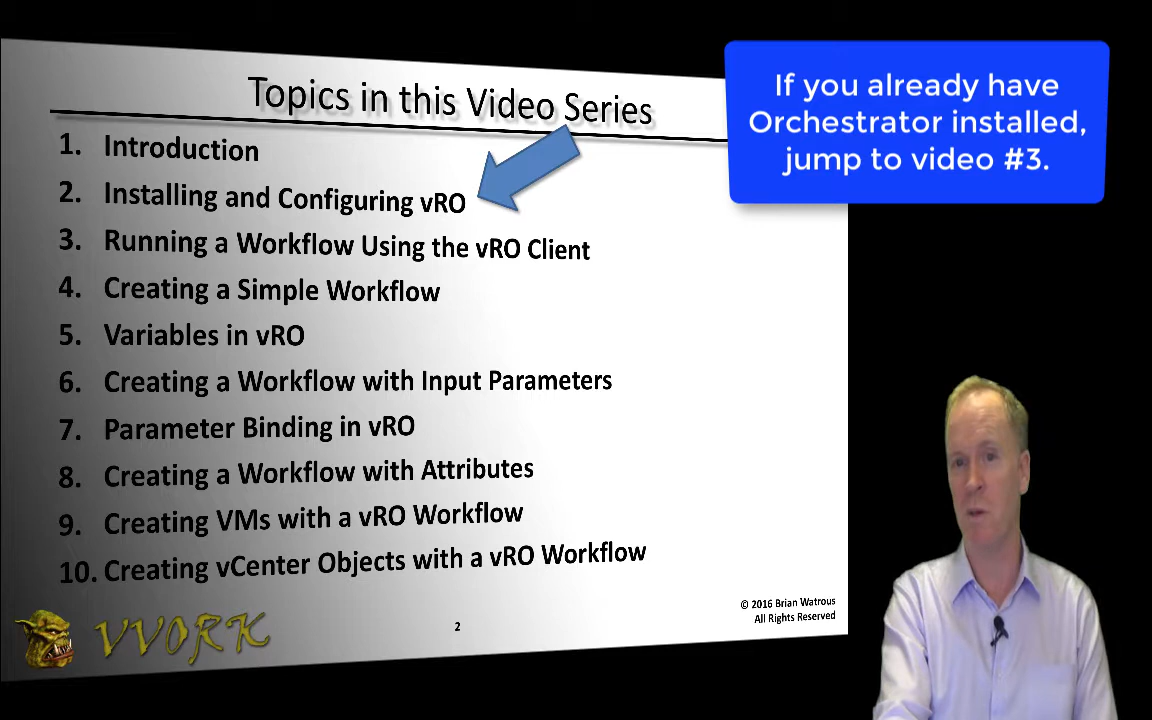 Topics in this Video Series
If you already have
Orchestrator installed,
jump to video #3.
1. Introduction
2. Installing and Configuring vRO
3. Running a Workflow Using the vRO Client
4. Creating a Simple Workflow
5. Variables in vRO
6. Creating a Workflow with Input Parameters
7. Parameter Binding in vRO
8. Creating a Workflow with Attributes
9. Creating VMs with a vRO Workflow
10. Creating vCenter Objects with a vRO Workflow
VVORK
2
© 2016 Brian Watrous
All Rights Reserved